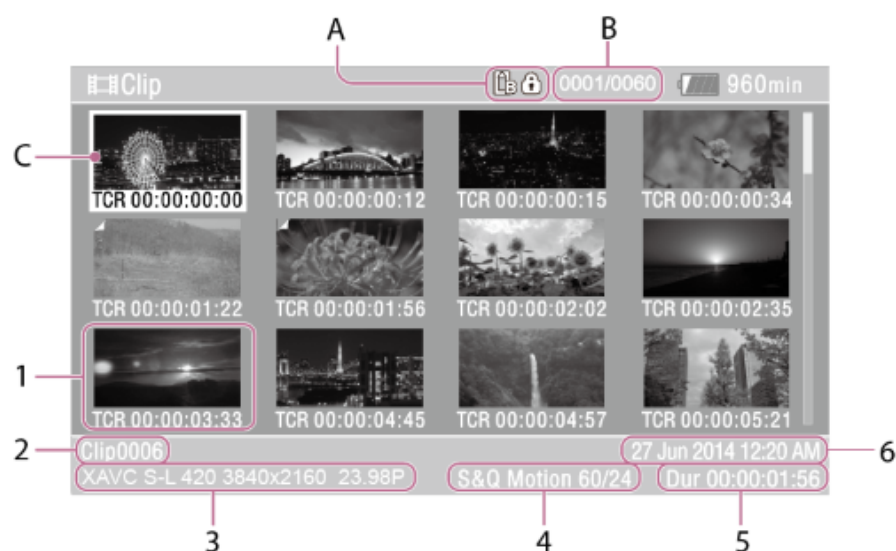 A
B
Clip
B
0001/0060
960min
C
TCR 00:00:00:00
TCR 00:00:00:12
TCR 00:00:00:15
TCR 00:00:00:34
TCR 00:00:01:22
TCR 00:00:01:56
TCR 00:00:02:02
TCR 00:00:02:35
1
TCR 00:00:03:33
TCR 00:00:04:45
TCR 00:00:04:57
TCR 00:00:05:21
2
Clip0006
27 Jun 2014 12:20 AM
6
XAVC S-L 420 3840x2160 23.98P
S&Q Motion 60/24
Dur 00:00:01:56
3
4
5